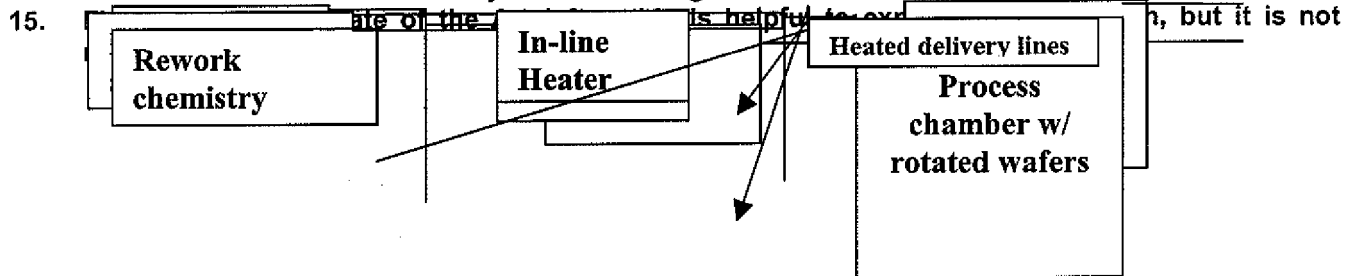 15. ate of the is helpful to n, but it is not
In-line
Heater
Heated delivery lines
Rework
chemistry
Process
chamber w/
rotated wafers